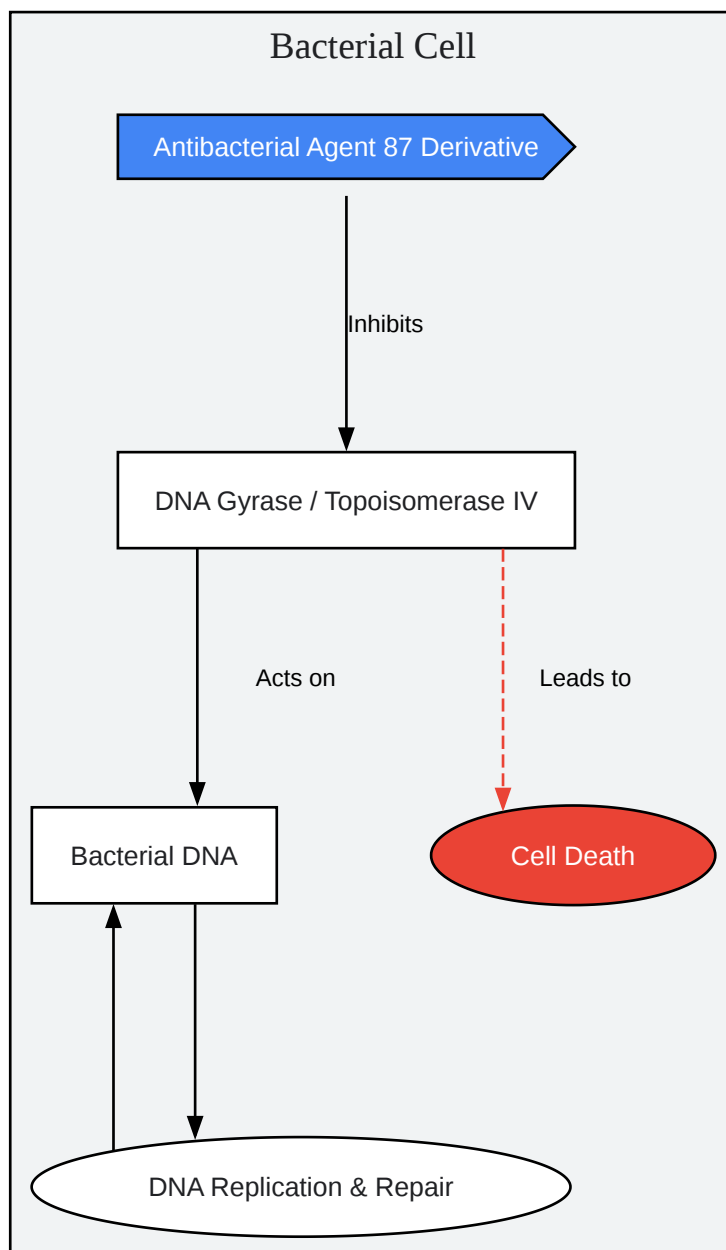 Bacterial Cell
Antibacterial Agent 87 Derivative
Inhibits
DNA Gyrase / Topoisomerase IV
Acts on
Leads to
Bacterial DNA
Cell Death
DNA Replication & Repair